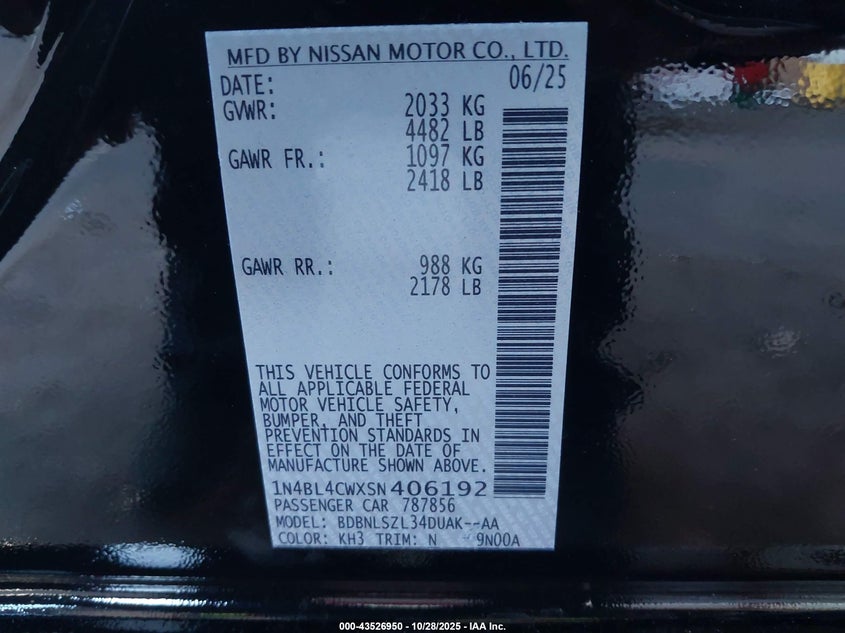 MFD BY NISSAN MOTOR CO., LTD.
DATE: 06/25
GVWR: 2033 KG
4482 LB
GAWR FR.: 1097 KG
2418 LB
GAWR RR.: 988 KG
2178 LB
THIS VEHICLE CONFORMS TO
ALL APPLICABLE FEDERAL
MOTOR VEHICLE SAFETY,
BUMPER, AND THEFT
PREVENTION STANDARDS IN
EFFECT ON THE DATE OF
MANUFACTURE SHOWN ABOVE.
1N4BL4CWXSN406192
PASSENGER CAR 787856
MODEL: BDBNLSZL34DUAK--AA
COLOR: KH3 TRIM: N 9N00A
000-43526950 - 10/28/2025 - IAA Inc.